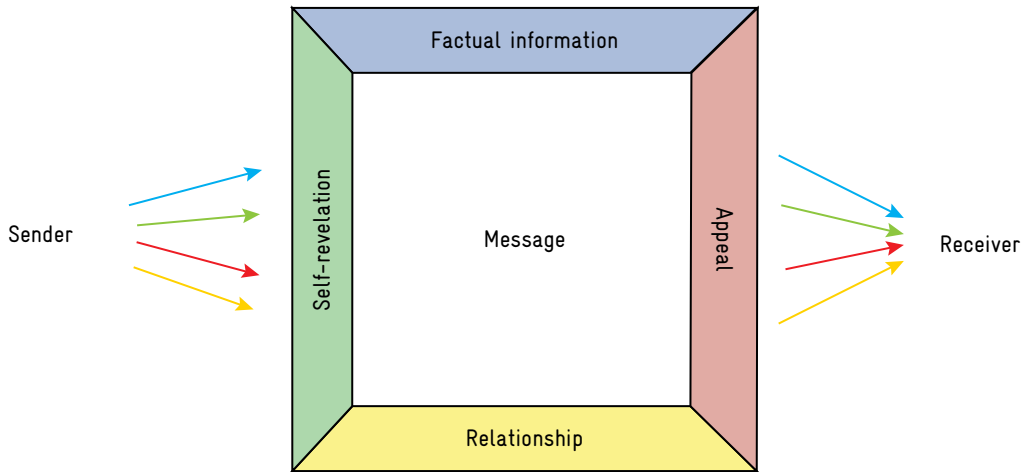 Factual information
Sender
Self-revelation
Message
Appeal
Receiver
Relationship